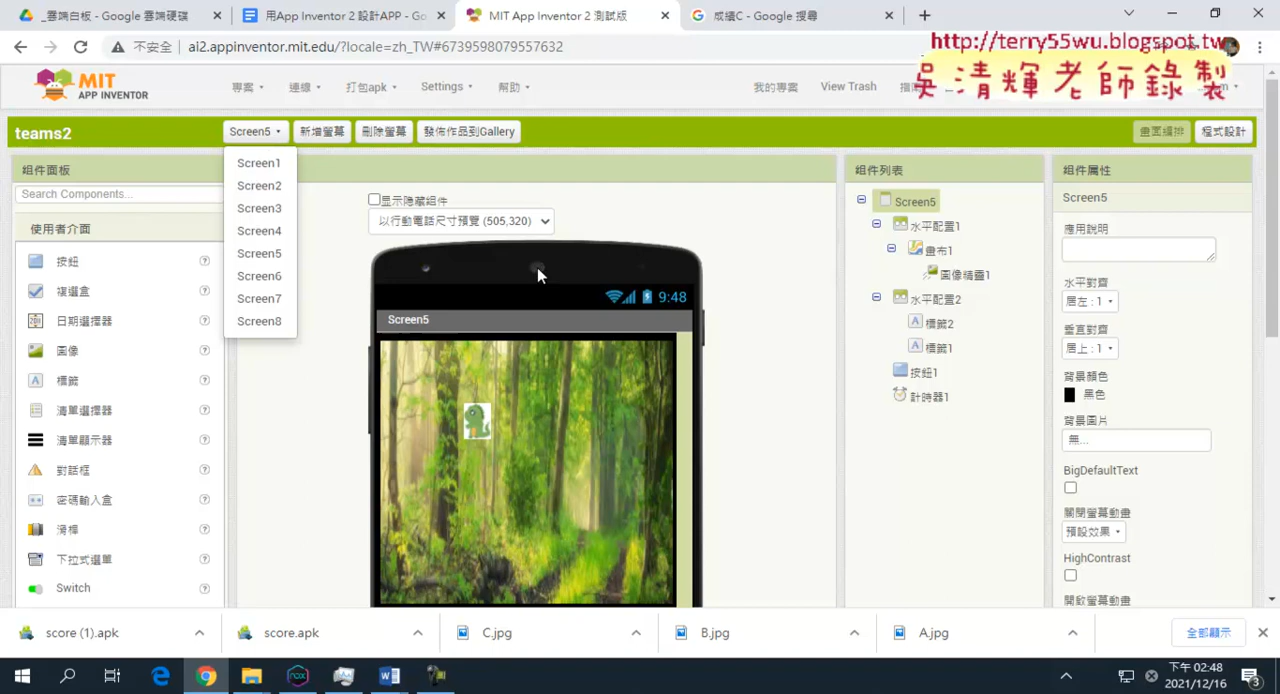 _雲端白板 - Google 雲端硬碟
用App Inventor 2 設計APP - Go
MIT App Inventor 2 測試版
成績C - Google 搜尋
不安全
ai2.appinventor.mit.edu/?locale=zh_TW#6739598079557632
http://terry55wu.blogspot.tw
吳清輝老師錄製
MIT
APP INVENTOR
專案
連線
打包apk
Settings
幫助
我的專案
View Trash
teams2
Screen5
新增螢幕
刪除螢幕
發佈作品到Gallery
畫面編排
程式設計
Screen1
Screen2
Screen3
Screen4
Screen5
Screen6
Screen7
Screen8
組件面板
Search Components...
使用者介面
按鈕
複選盒
日期選擇器
圖像
標籤
清單選擇器
清單顯示器
對話框
密碼輸入盒
滑桿
下拉式選單
Switch
显示隐藏组件
以行動電話尺寸預覽 (505,320)
9:48
Screen5
組件列表
Screen5
水平配置1
畫布1
圖像精靈1
水平配置2
標籤2
標籤1
按鈕1
計時器1
組件屬性
Screen5
應用說明
水平對齊
居左 : 1
垂直對齊
居上 : 1
背景顏色
黑色
背景圖片
無...
BigDefaultText
關閉螢幕動畫
預設效果
HighContrast
開啟螢幕動畫
score (1).apk
score.apk
C.jpg
B.jpg
A.jpg
全部顯示
下午 02:48
2021/12/16
3